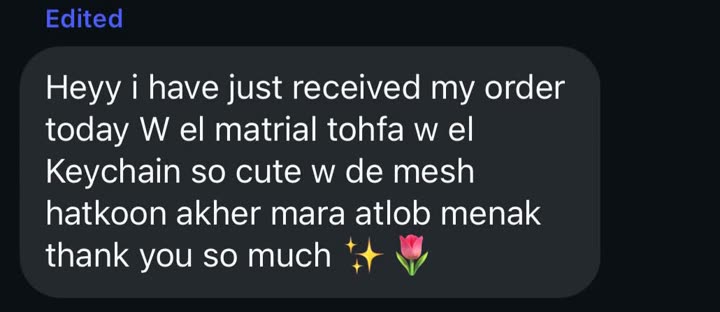 Edited
Heyy i have just received my order
today W el matrial tohfa w el
Keychain so cute w de mesh
hatkoon akher mara atlob menak
thank you so much ✨ 🌷